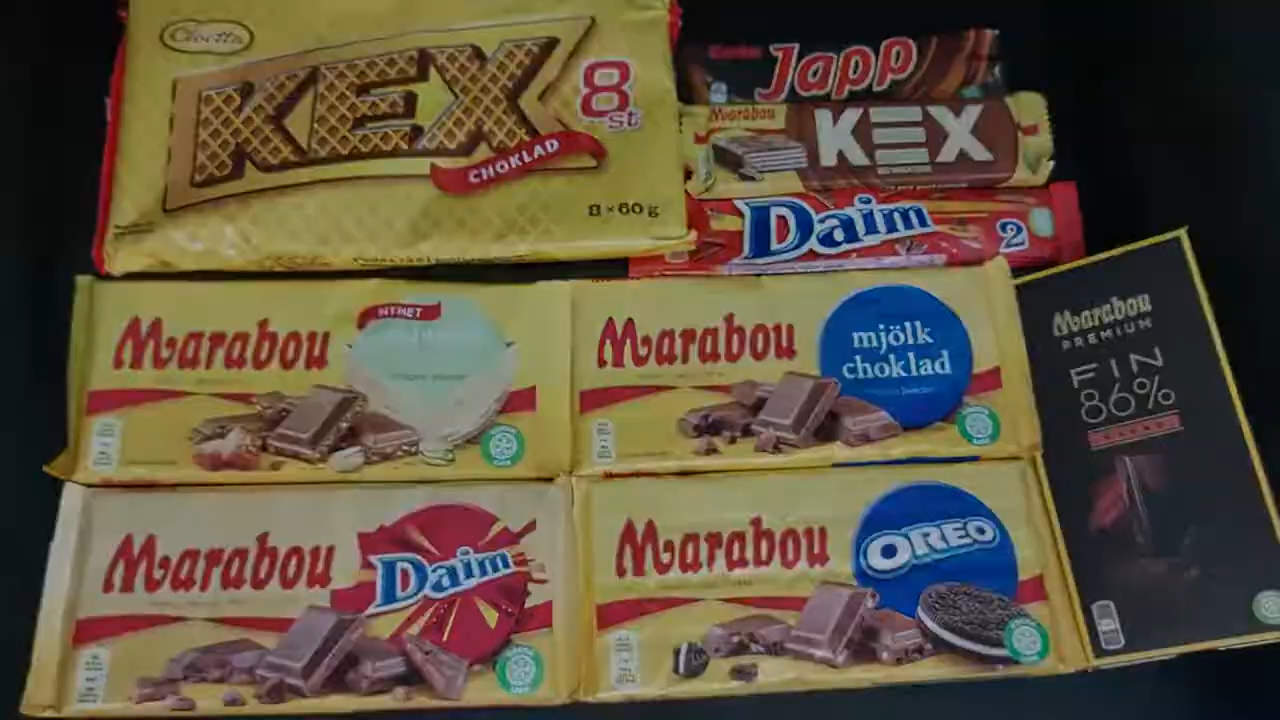 Cloetta
KEX
CHOKLAD
8
st
8 × 60 g
Japp
Marabou
KEX
Daim
2
Marabou
NYHET
Marabou
mjölk
choklad
Marabou
PREMIUM
FIN
86%
Marabou
Daim
Marabou
OREO